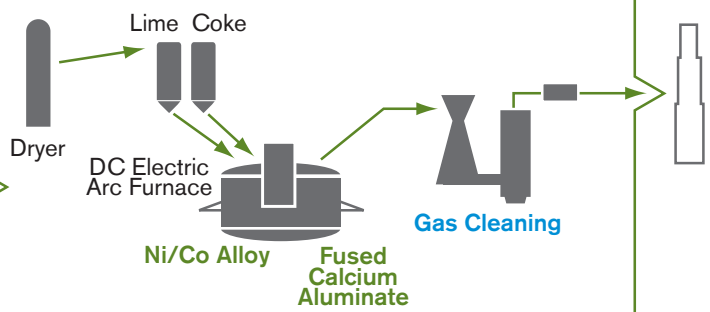 Lime Coke
Dryer
DC Electric
Arc Furnace
Gas Cleaning
Ni/Co Alloy
Fused
Calcium
Aluminate